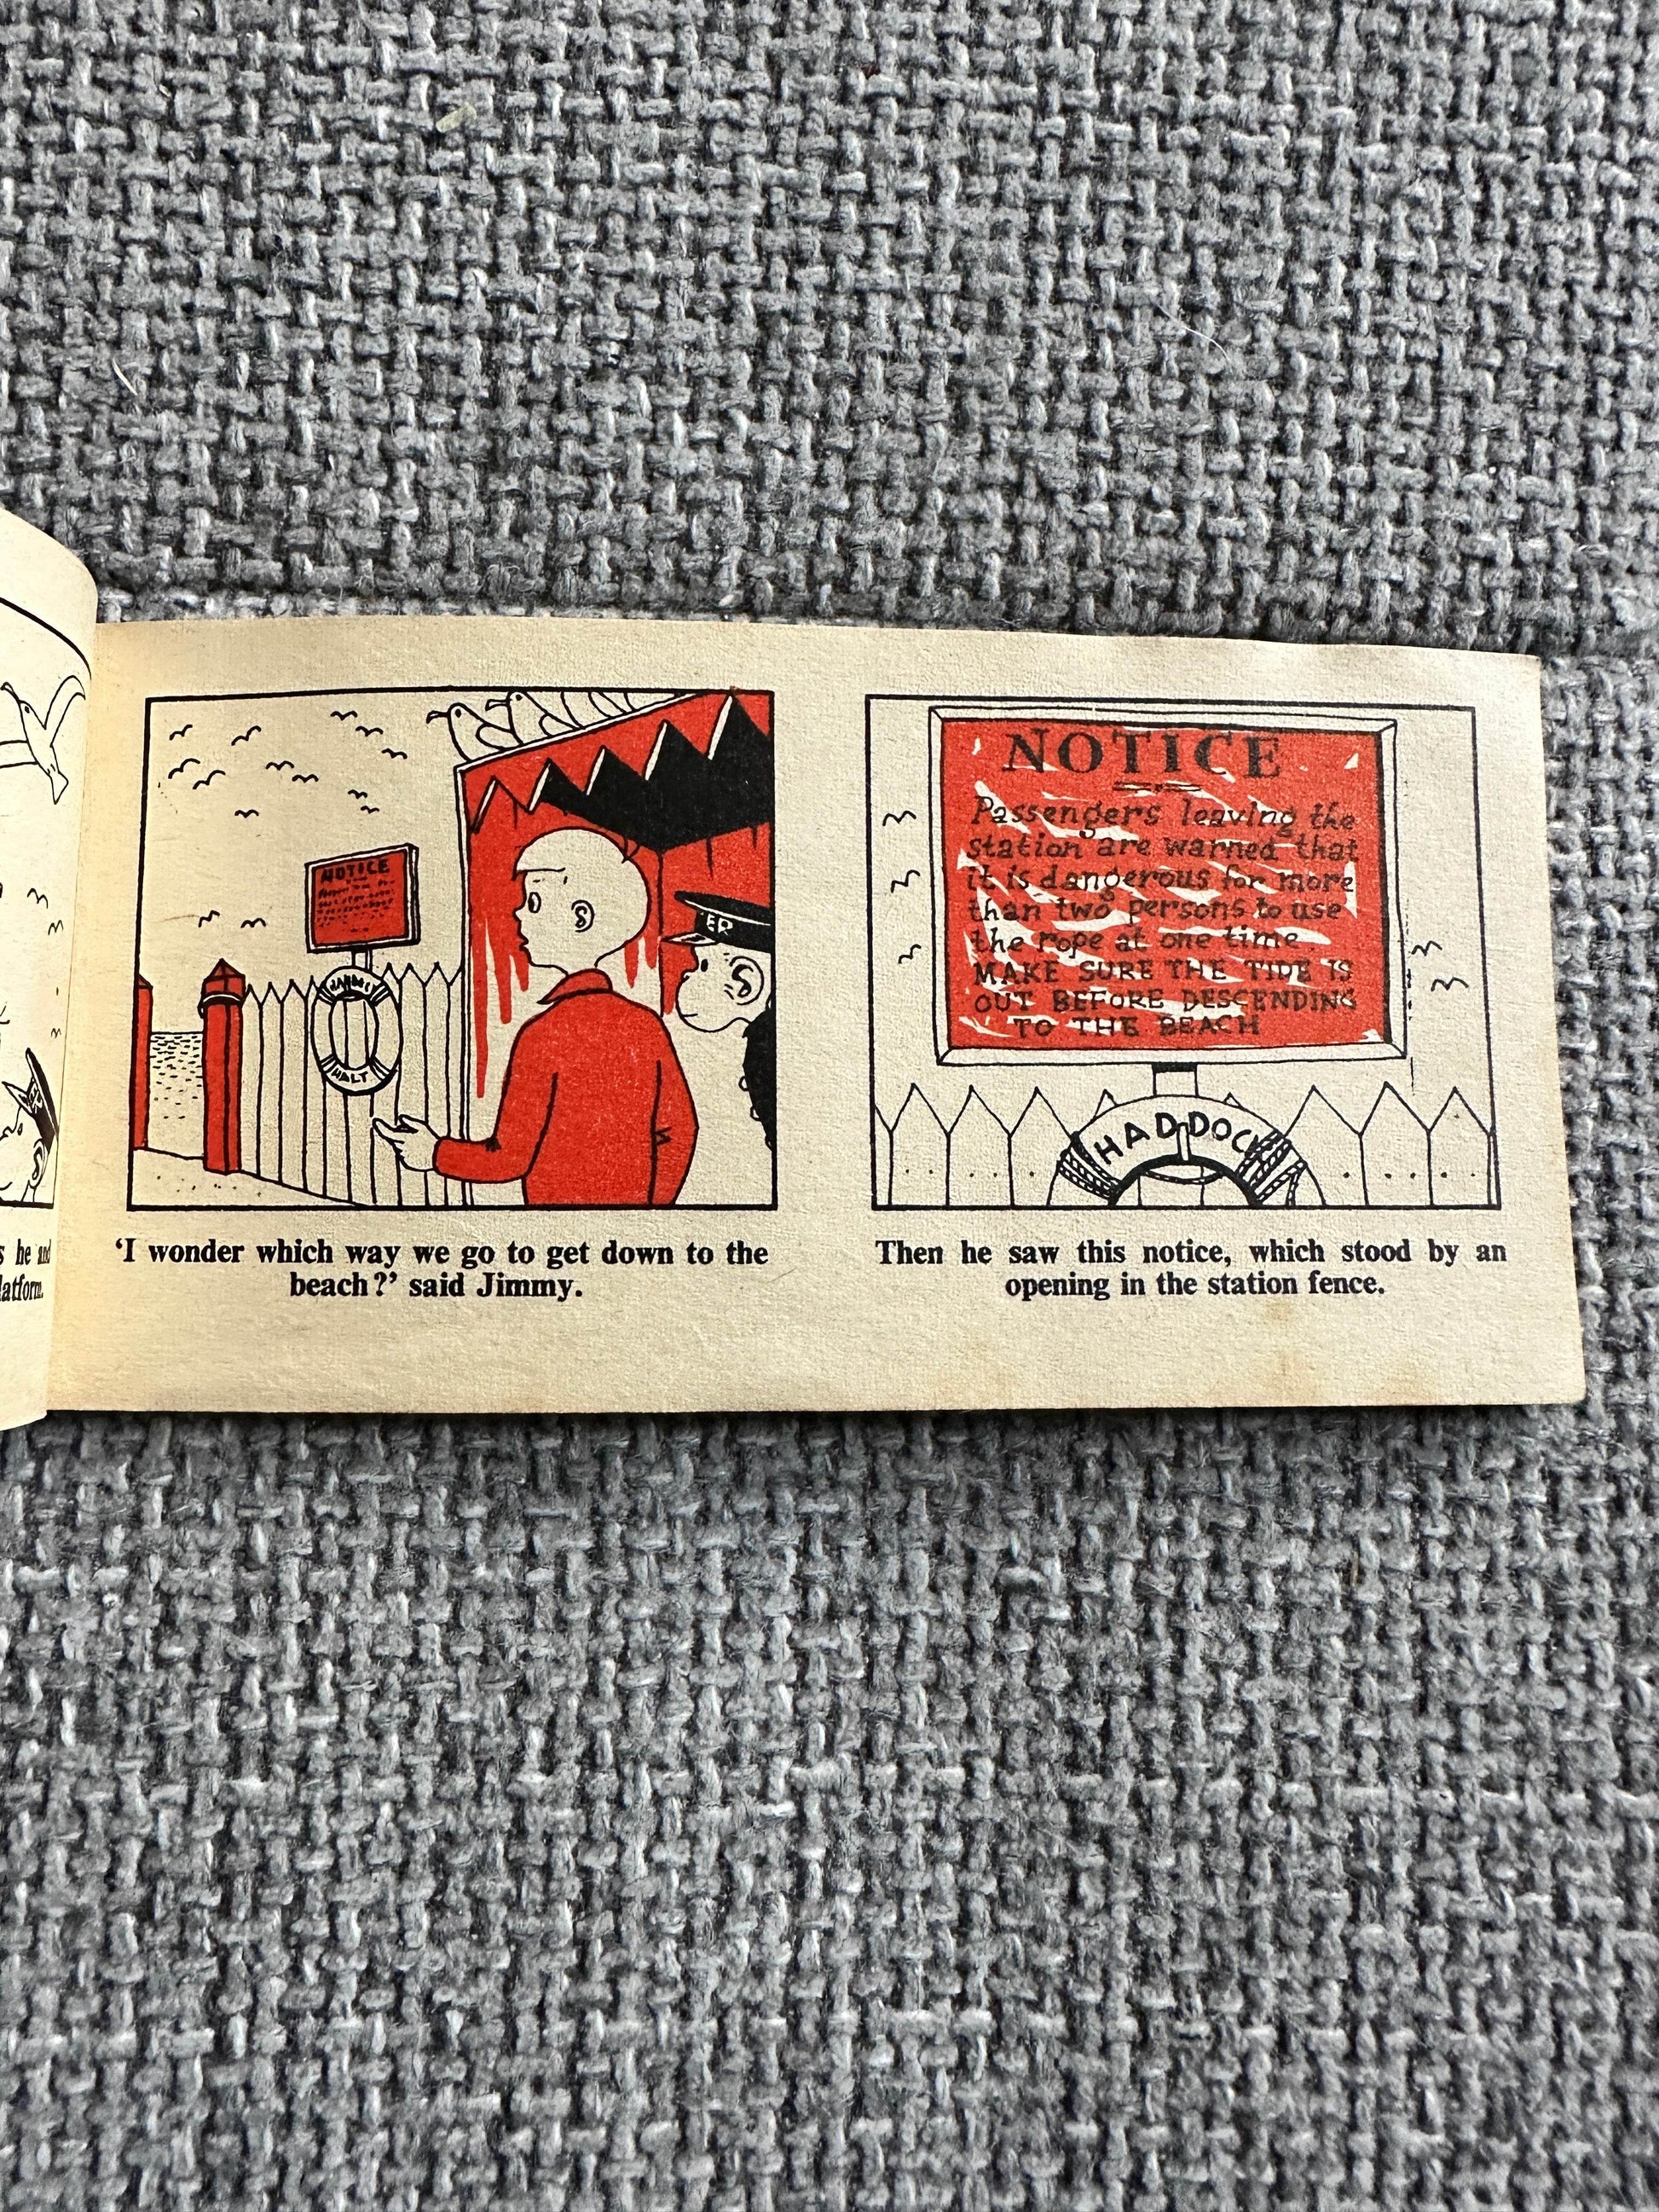 s he and
latform.
NOTICE
HADDOCK
HALT
ER
'I wonder which way we go to get down to the
beach?' said Jimmy.
NOTICE
Passengers leaving the
station are warned that
it is dangerous for more
than two persons to use
the rope at one time
MAKE SURE THE TIDE IS
OUT BEFORE DESCENDING
TO THE BEACH
HADDOCK
Then he saw this notice, which stood by an
opening in the station fence.